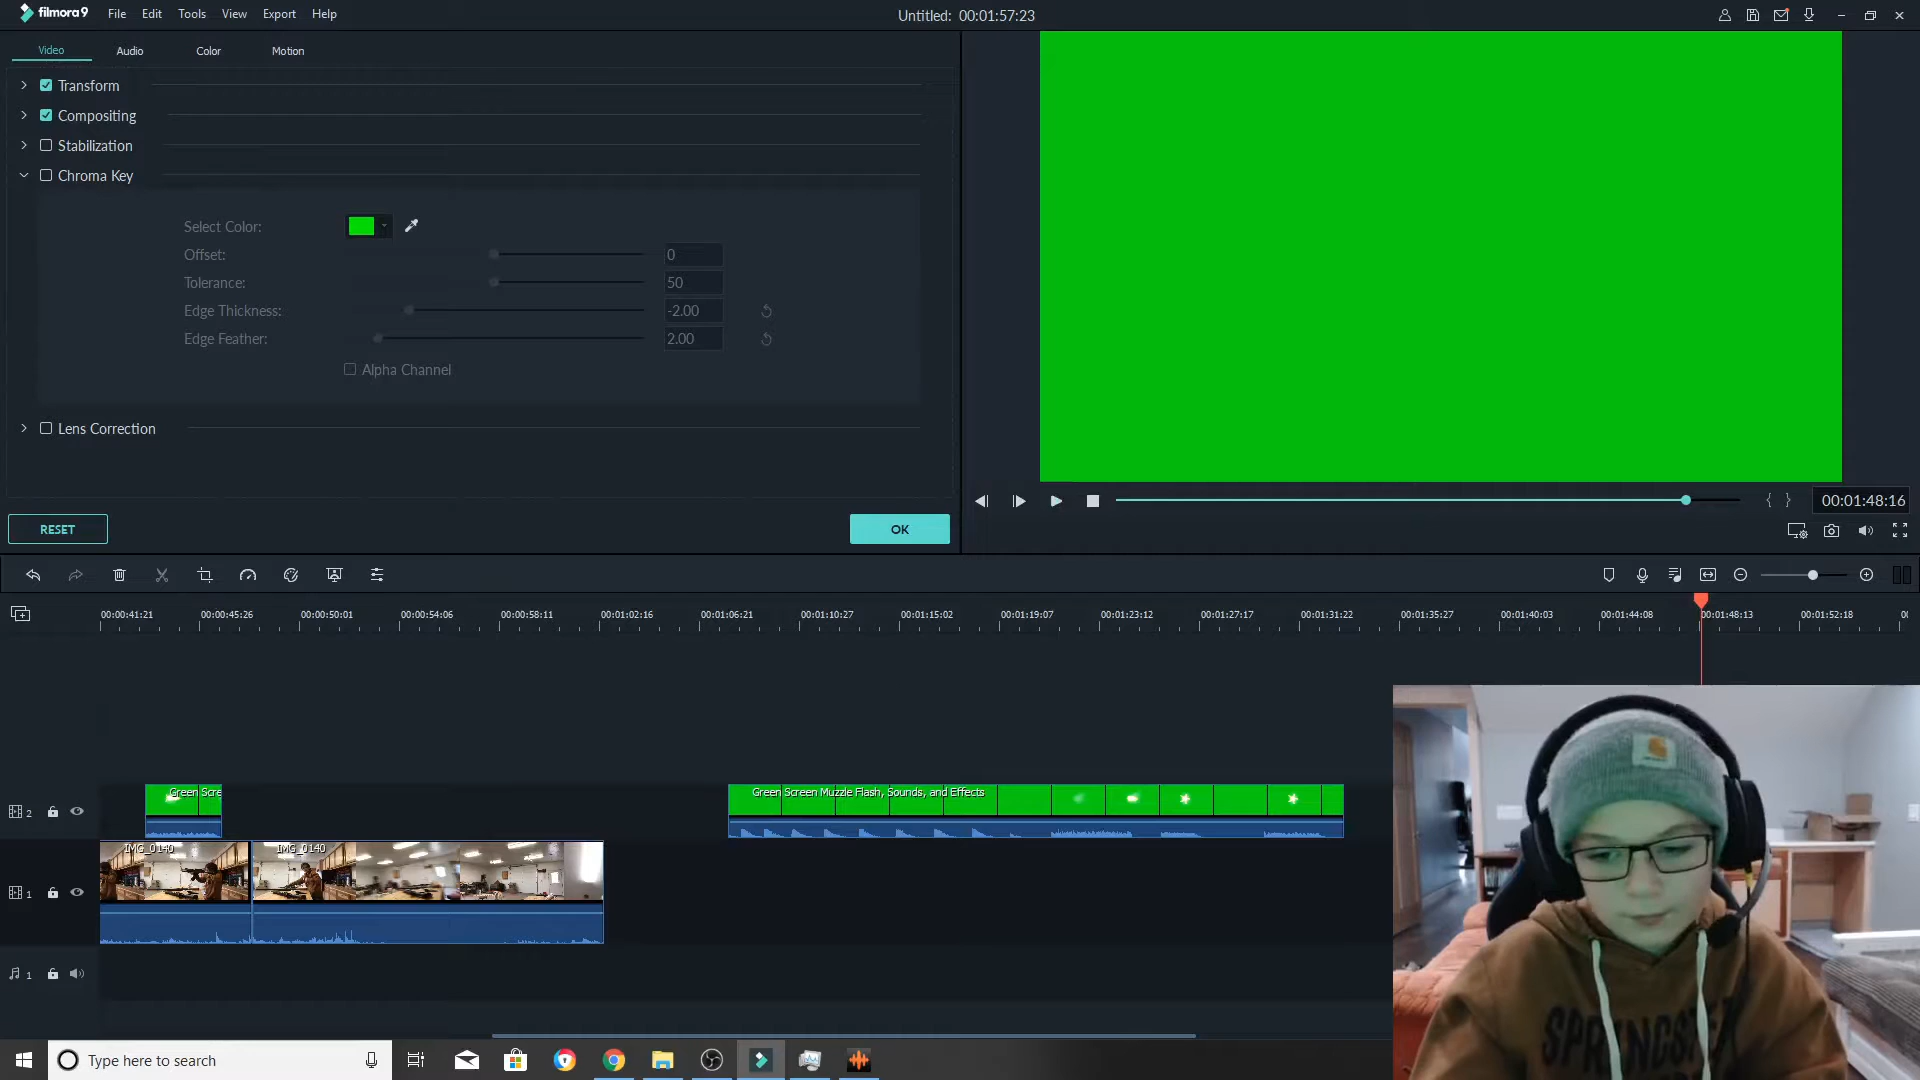 filmora9 File Edit Tools View Export Help Untitled: 00:01:57:23
Video Audio Color Motion
Transform
Compositing
Stabilization
Chroma Key
Select Color:
Offset: 0
Tolerance: 50
Edge Thickness: -2.00
Edge Feather: 2.00
Alpha Channel
Lens Correction
RESET OK
{ } 00:01:48:16
00:00:41:21 00:00:45:26 00:00:50:01 00:00:54:06 00:00:58:11 00:01:02:16 00:01:06:21 00:01:10:27 00:01:15:02 00:01:19:07 00:01:23:12 00:01:27:17 00:01:31:22 00:01:35:27 00:01:40:03 00:01:44:08 00:01:48:13 00:01:52:18
2
Green Scre
Green Screen Muzzle Flash, Sounds, and Effects
1
IMG_0140
IMG_0140
1
Type here to search